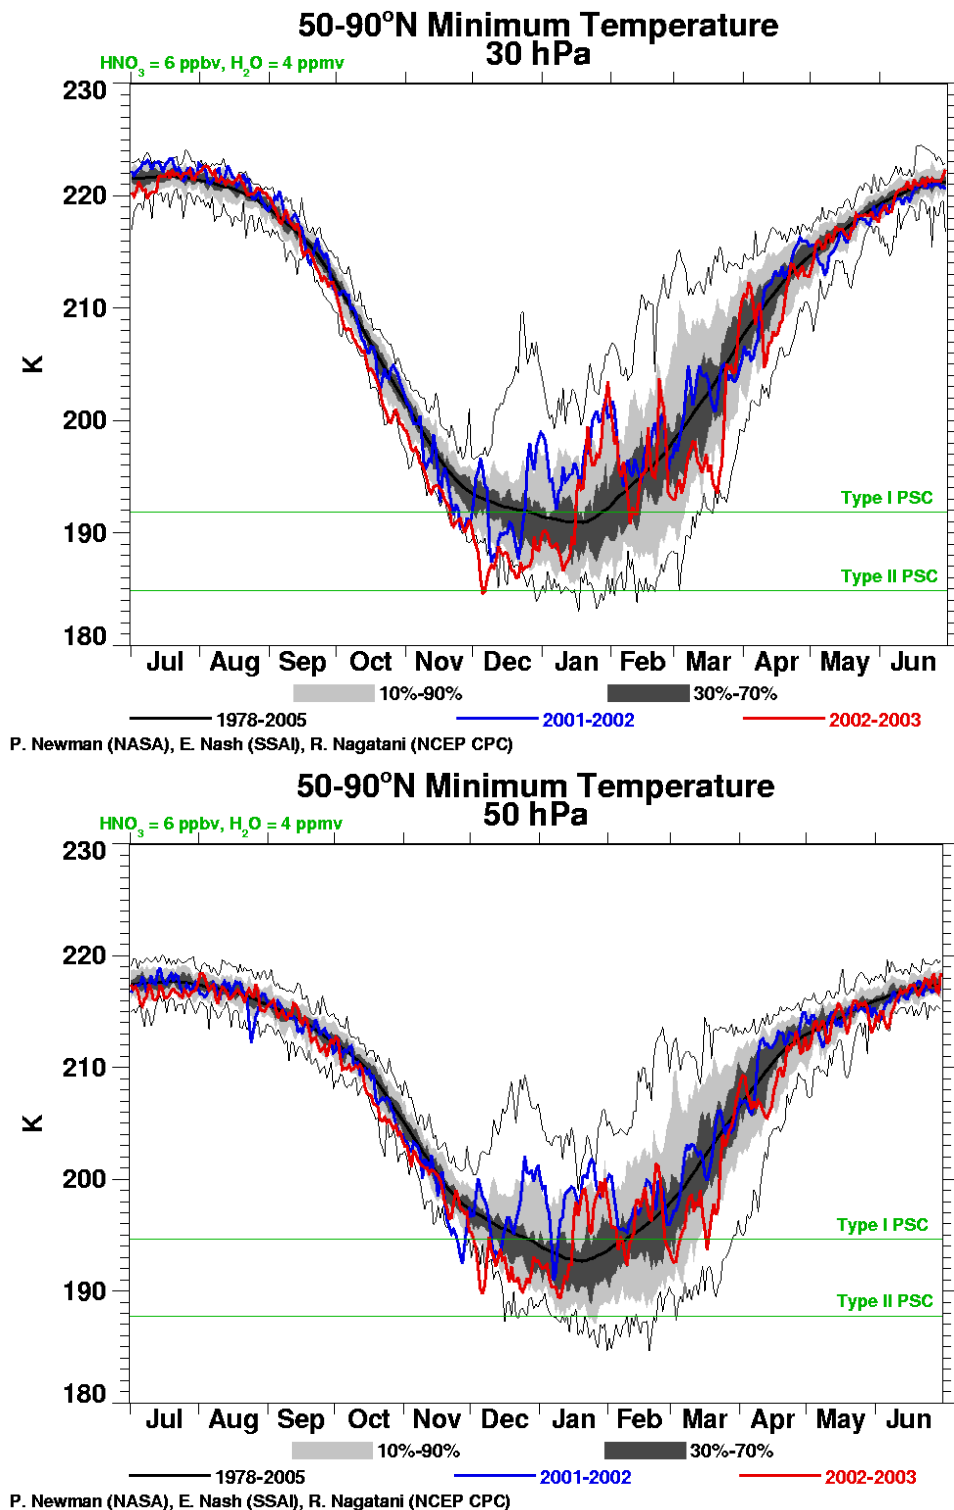 50-90°N Minimum Temperature
30 hPa
HNO3 = 6 ppbv, H2O = 4 ppmv
230
220
210
200
190
180
K
Type I PSC
Type II PSC
Jul Aug Sep Oct Nov Dec Jan Feb Mar Apr May Jun
10%-90% 30%-70%
1978-2005 2001-2002 2002-2003
P. Newman (NASA), E. Nash (SSAI), R. Nagatani (NCEP CPC)
50-90°N Minimum Temperature
50 hPa
HNO3 = 6 ppbv, H2O = 4 ppmv
230
220
210
200
190
180
K
Type I PSC
Type II PSC
Jul Aug Sep Oct Nov Dec Jan Feb Mar Apr May Jun
10%-90% 30%-70%
1978-2005 2001-2002 2002-2003
P. Newman (NASA), E. Nash (SSAI), R. Nagatani (NCEP CPC)